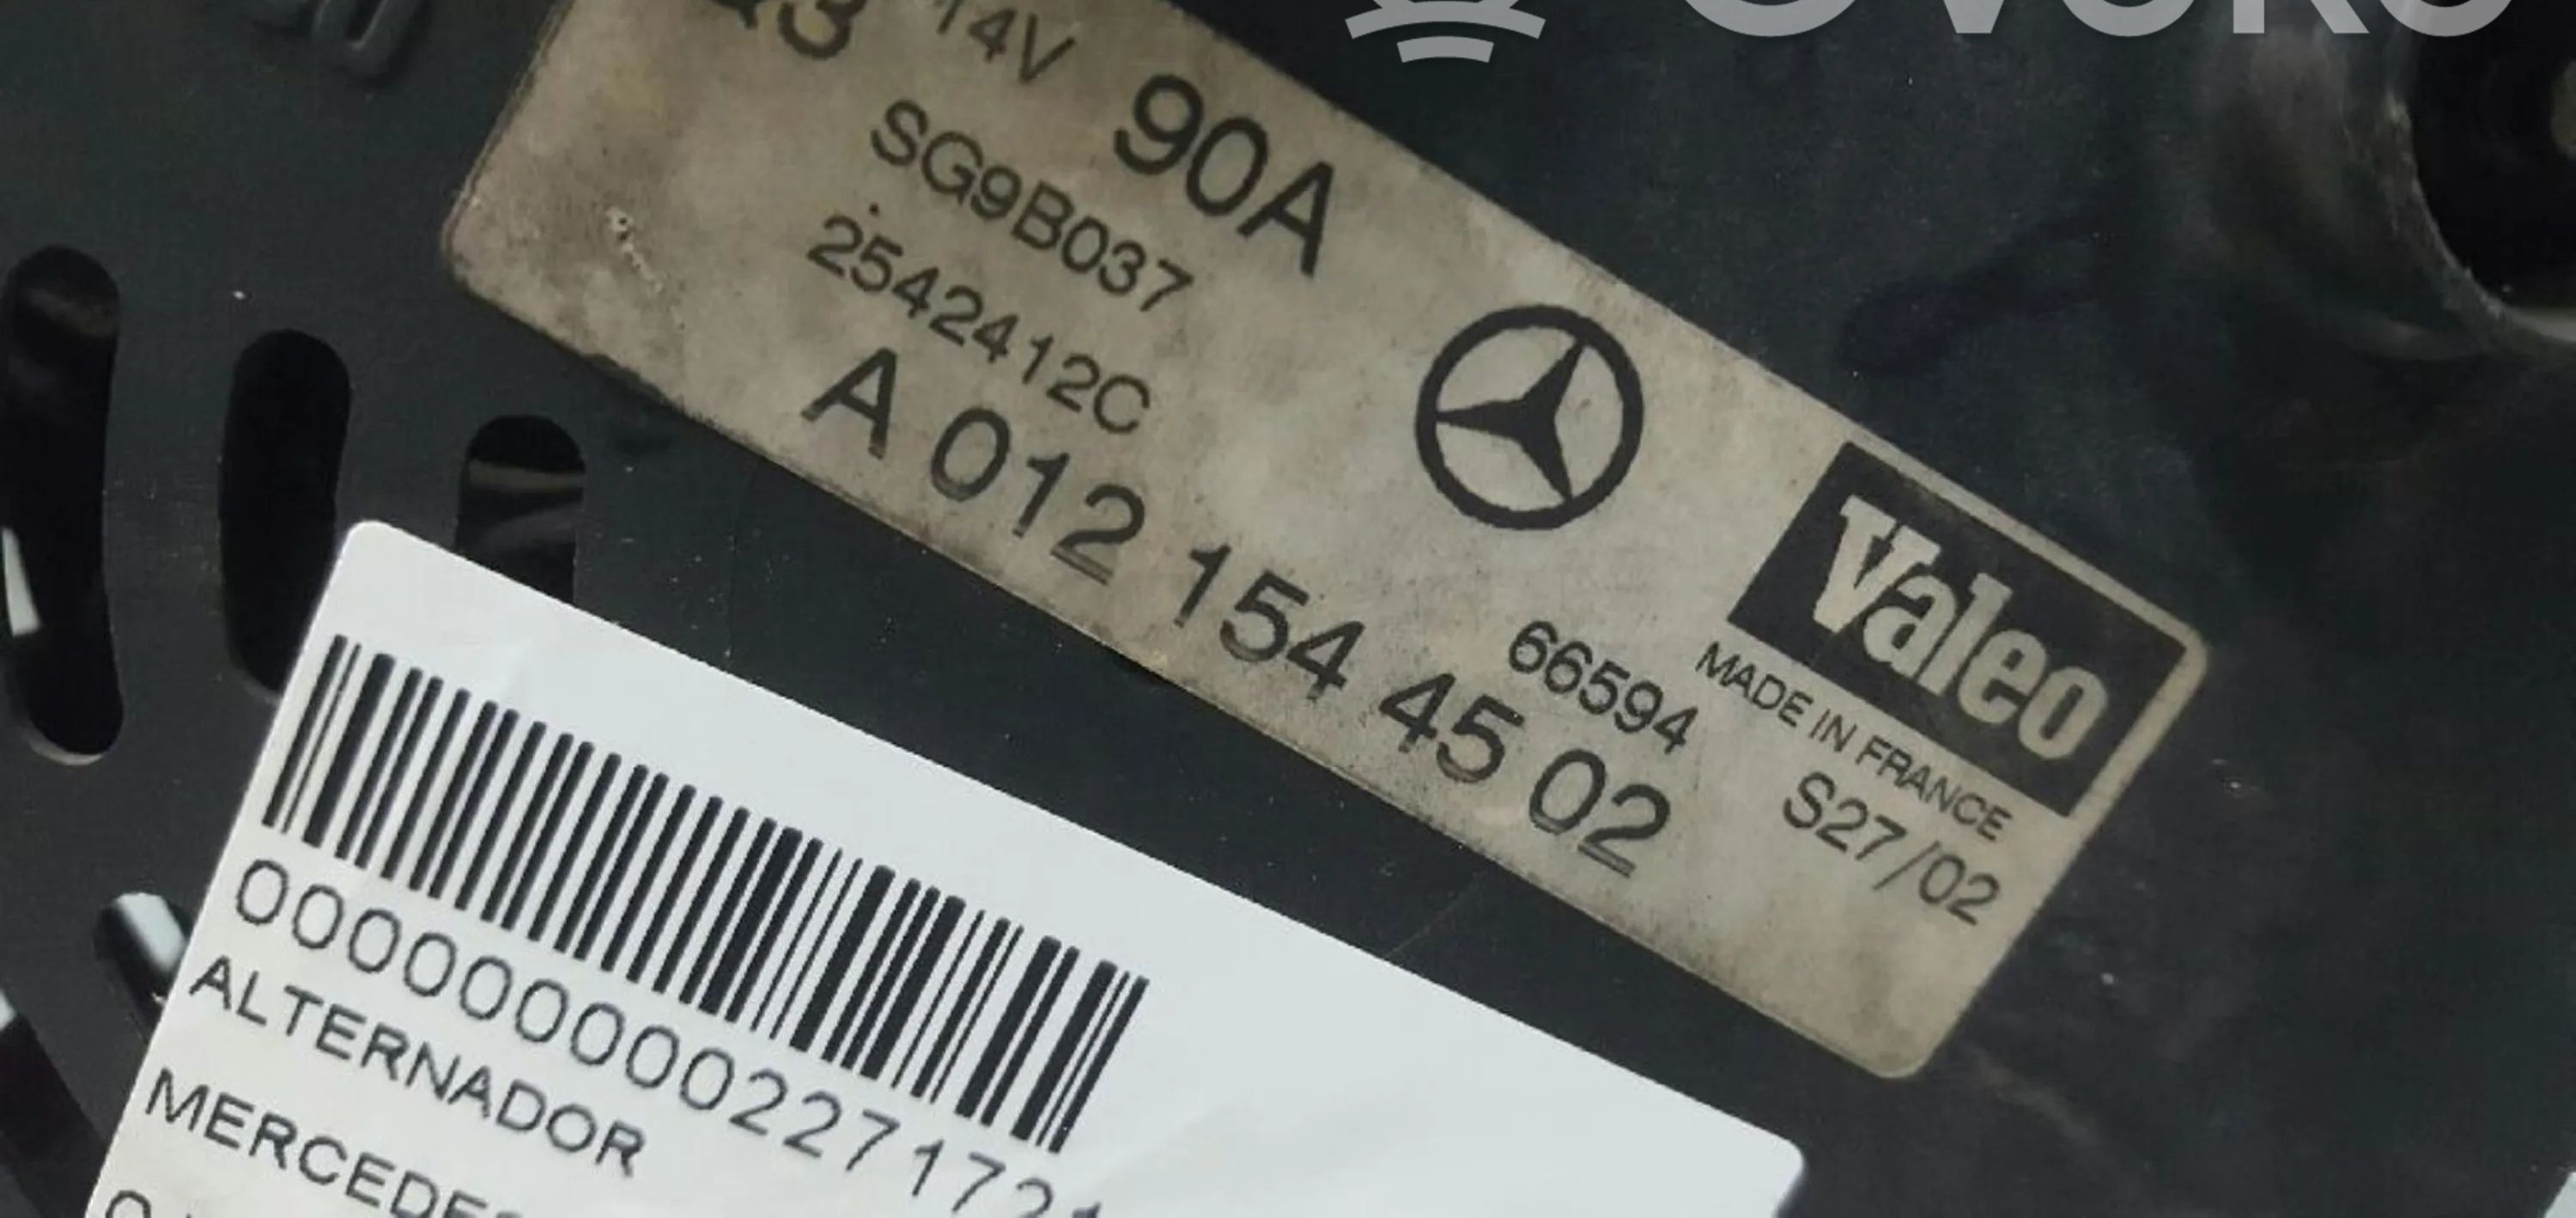 14V 90A
SG9B037
2542412C
A 012 154 45 02
66594
Valeo
MADE IN FRANCE
S27/02
ALTERNADOR